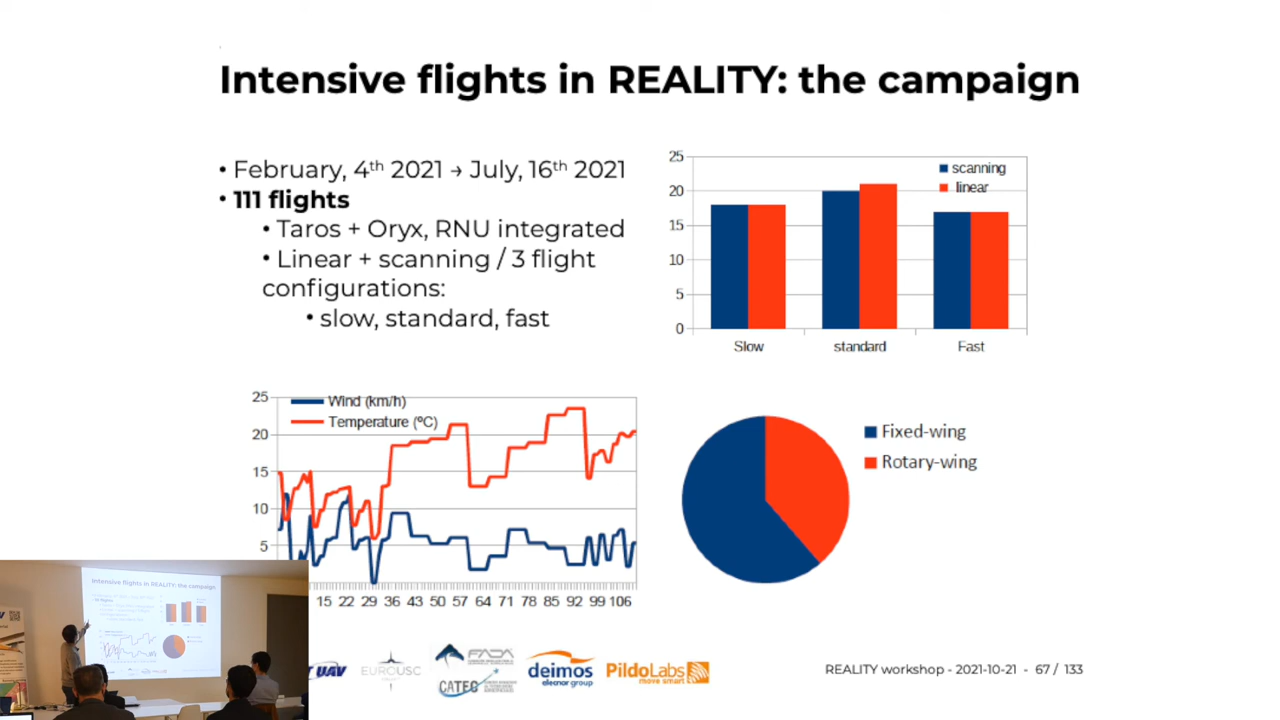 Intensive flights in REALITY: the campaign
• February, 4th 2021 → July, 16th 2021
• 111 flights
• Taros + Oryx, RNU integrated
• Linear + scanning / 3 flight
configurations:
• slow, standard, fast
25
20
15
10
5
0
scanning
linear
Slow standard Fast
25
20
15
10
5
Wind (km/h)
Temperature (ºC)
15 22 29 36 43 50 57 64 71 78 85 92 99 106
Fixed-wing
Rotary-wing
Intensive flights in REALITY: the campaign
T UAV
EUROUSC
FADA
CATEC
deimos
elecnor group
PildoLabs
move smart
REALITY workshop - 2021-10-21 - 67 / 133